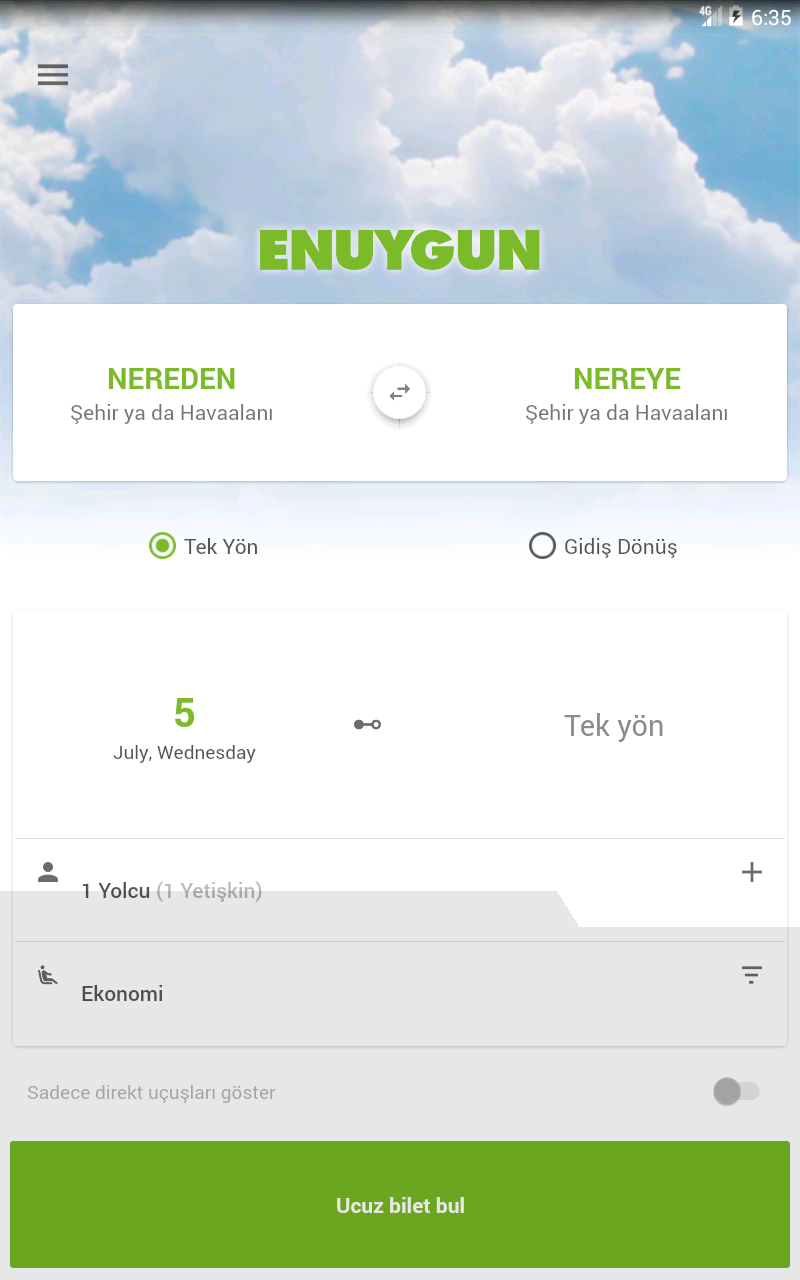 4G 6:35
ENUYGUN
NEREDEN
Şehir ya da Havaalanı
NEREYE
Şehir ya da Havaalanı
Tek Yön
Gidiş Dönüş
5
July, Wednesday
Tek yön
1 Yolcu (1 Yetişkin)
Ekonomi
Sadece direkt uçuşları göster
Ucuz bilet bul